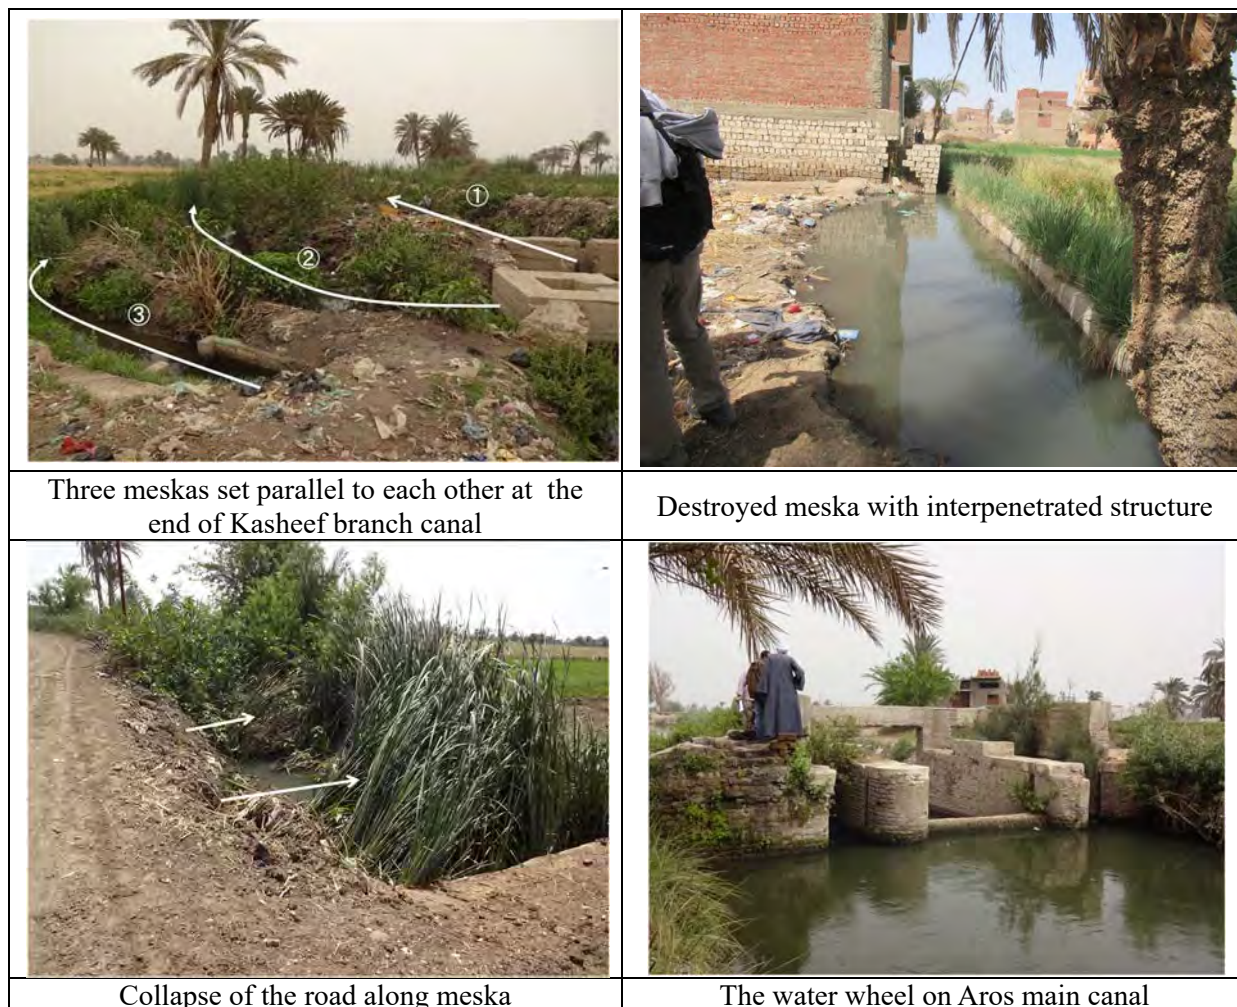 ①
②
③
Three meskas set parallel to each other at the
end of Kasheef branch canal
Destroyed meska with interpenetrated structure
Collapse of the road along meska
The water wheel on Aros main canal